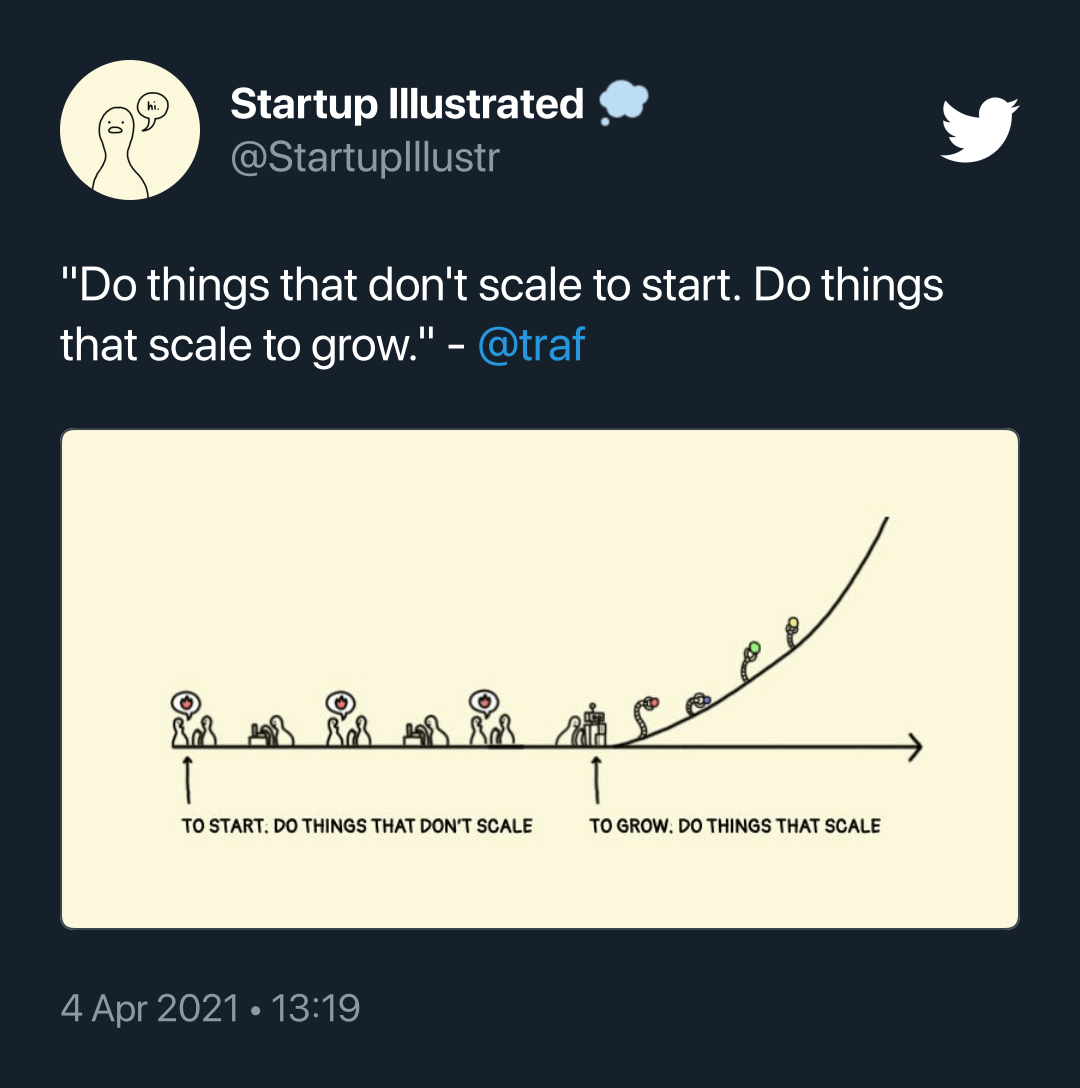 hi.
Startup Illustrated
@StartupIllustr
"Do things that don't scale to start. Do things
that scale to grow." - @traf
TO START. DO THINGS THAT DON'T SCALE
TO GROW. DO THINGS THAT SCALE
4 Apr 2021 • 13:19